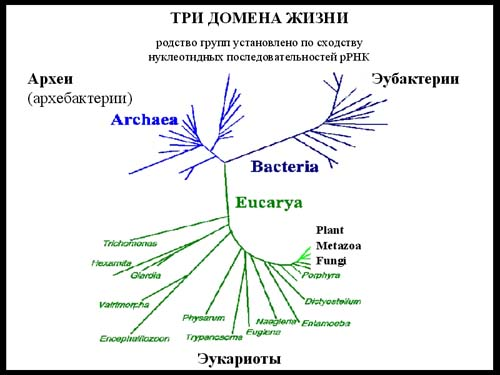 ТРИ ДОМЕНА ЖИЗНИ
родство групп установлено по сходству
нуклеотидных последовательностей рРНК
Археи
(архебактерии)
Эубактерии
Archaea
Bacteria
Eucarya
Plant
Metazoa
Fungi
Porphyra
Trichomonas
Hexamita
Giardia
Vairimorpha
Encephalitozoon
Physarum
Trypanosoma
Euglena
Naegleria
Entamoeba
Dictyostelium
Эукариоты